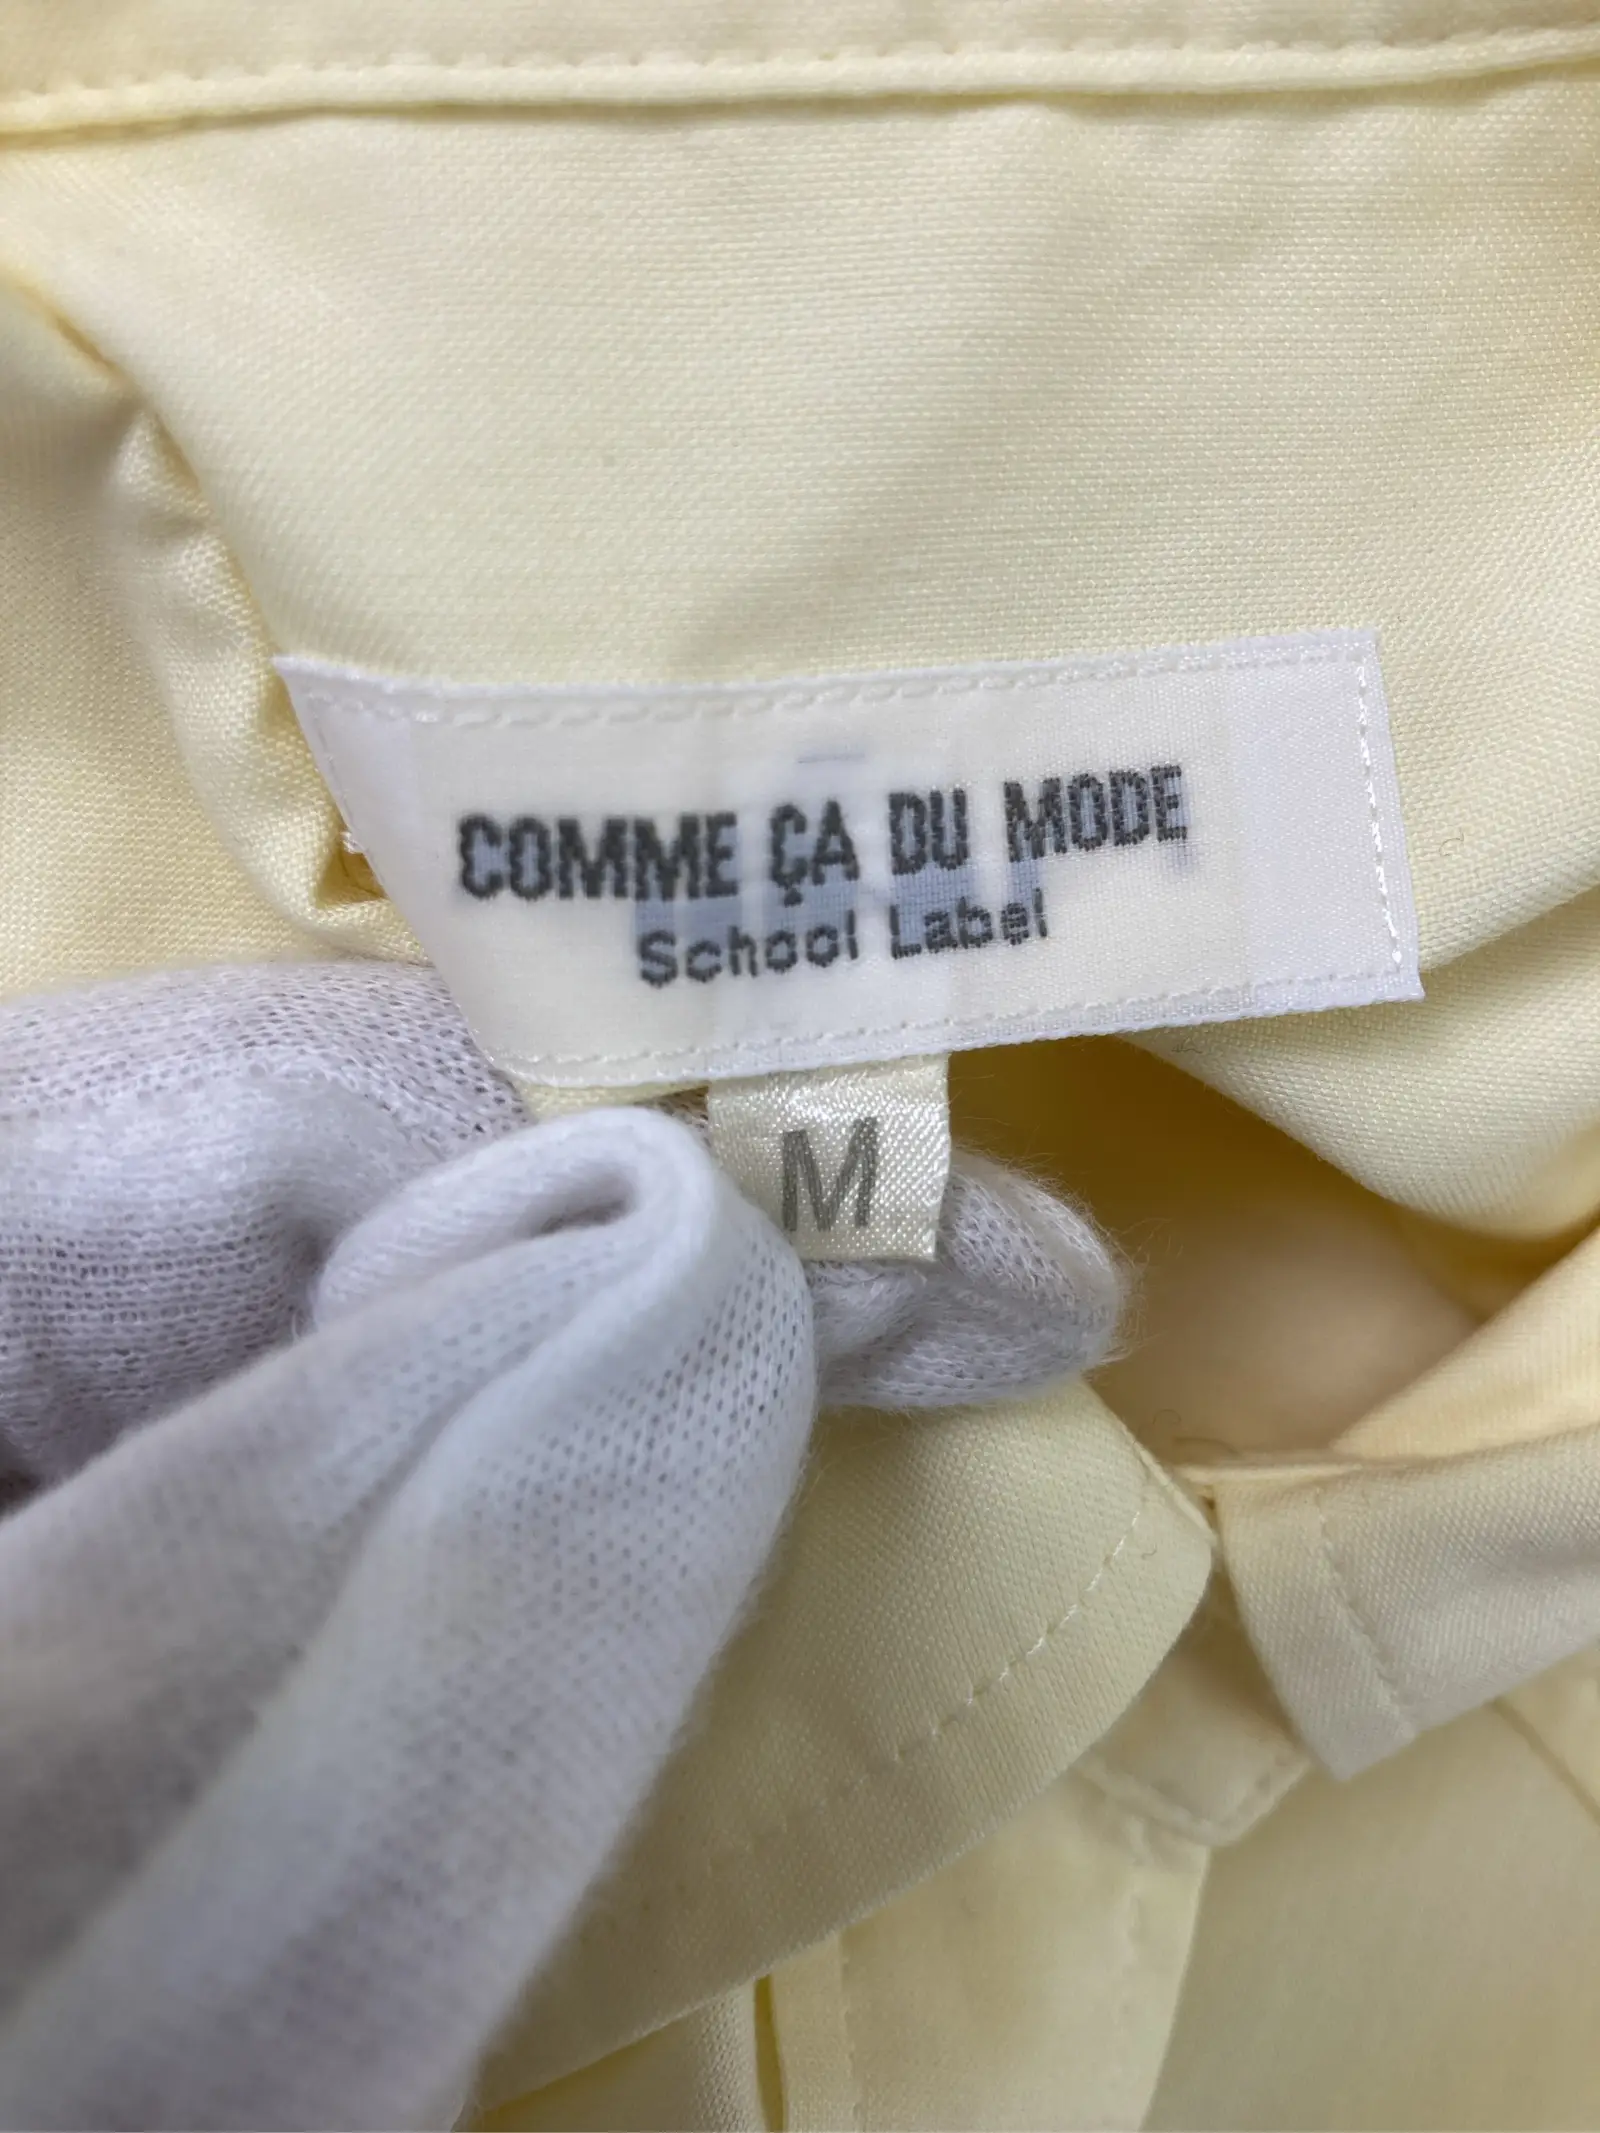 COMME ÇA DU MODE
School Label
M